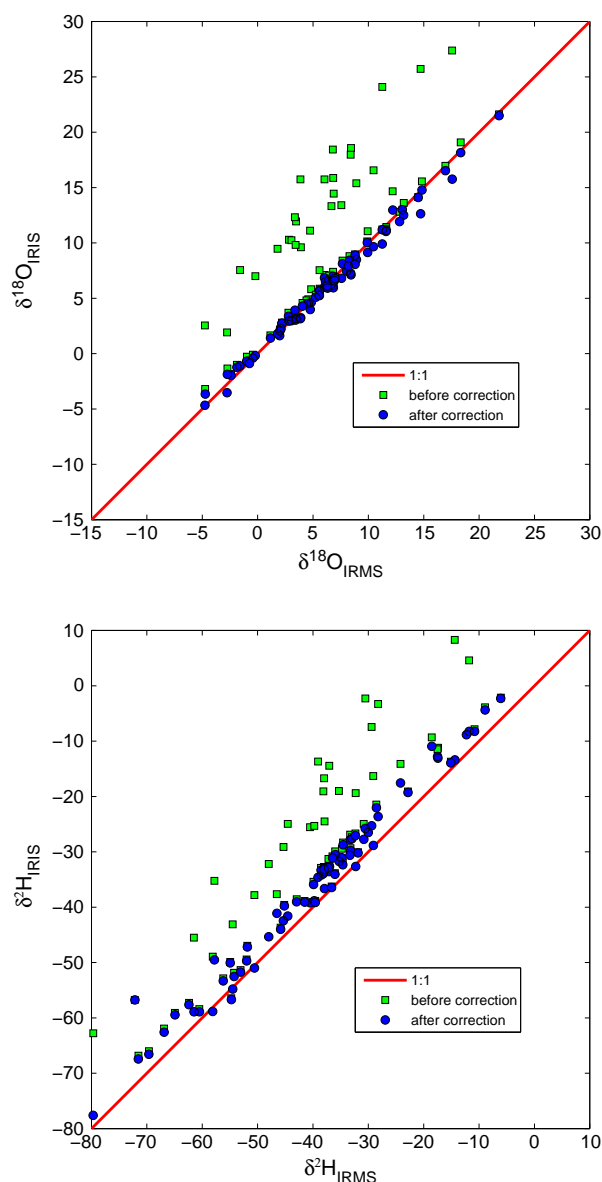 30
25
20
15
10
5
0
−5
−10
−15
δ18OIRIS
1:1
before correction
after correction
−15 −10 −5 0 5 10 15 20 25 30
δ18OIRMS
10
0
−10
−20
−30
−40
−50
−60
−70
−80
δ2HIRIS
1:1
before correction
after correction
−80 −70 −60 −50 −40 −30 −20 −10 0 10
δ2HIRMS